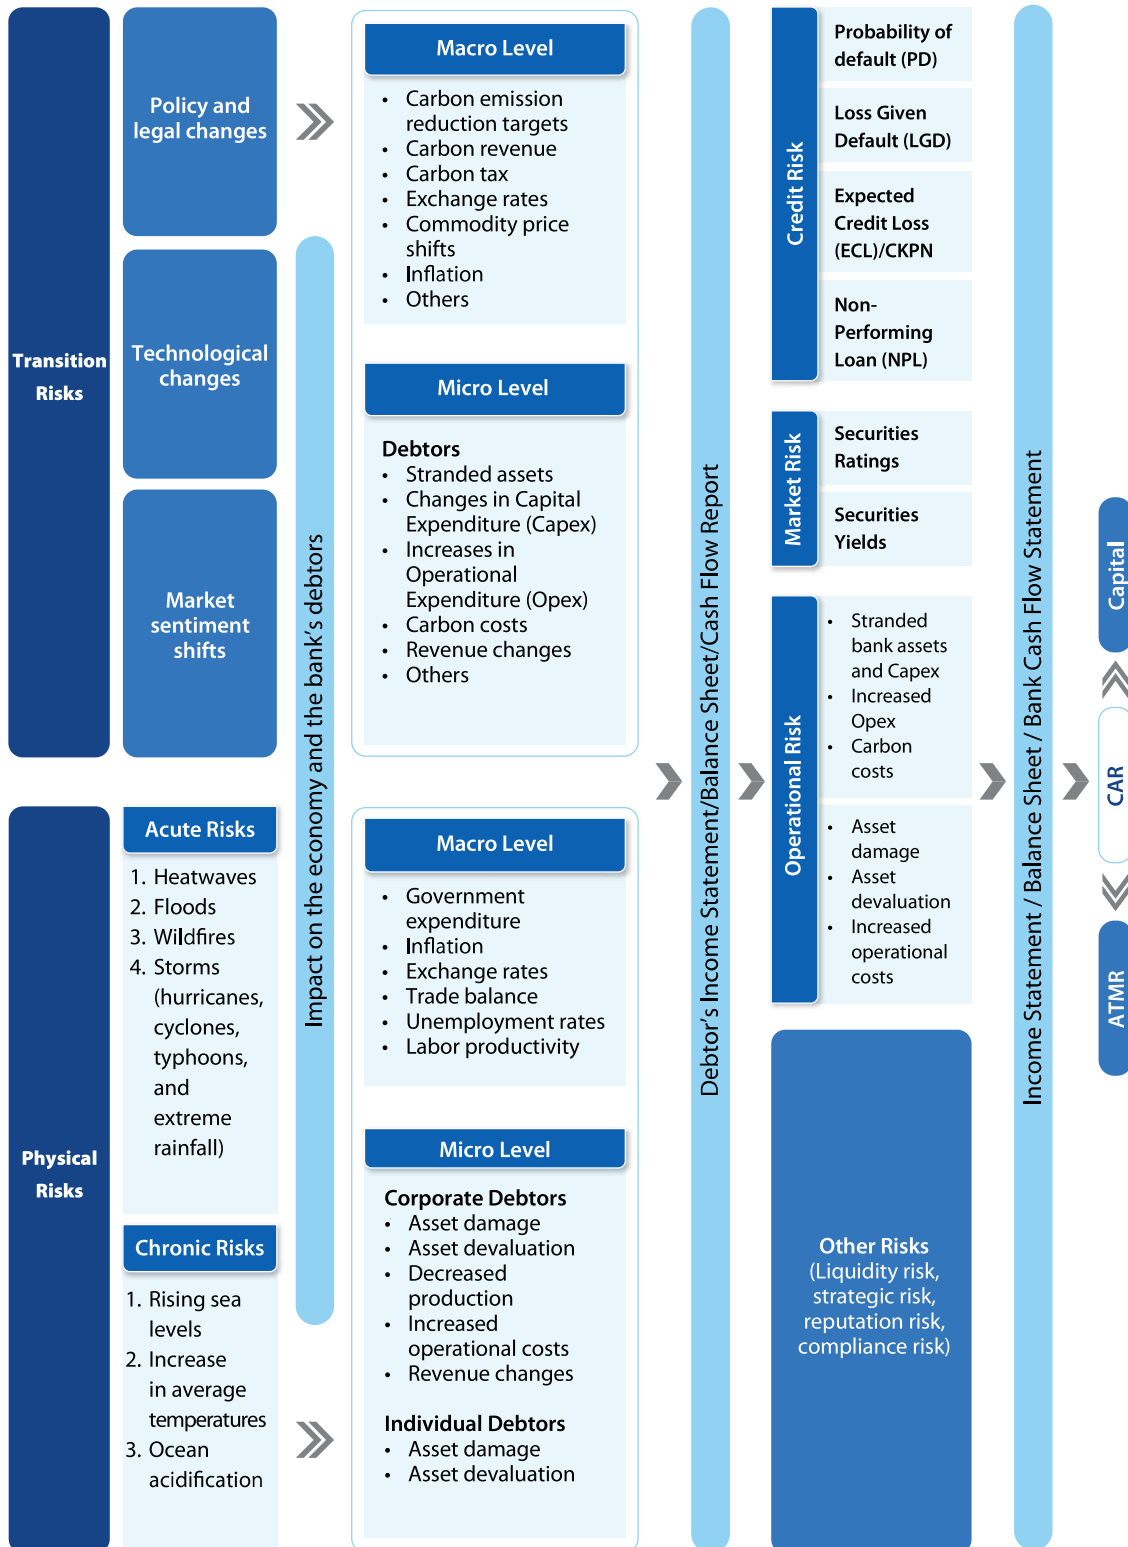 Transition
Risks
Policy and
legal changes
Technological
changes
Market
sentiment
shifts
Physical
Risks
Acute Risks
1. Heatwaves
2. Floods
3. Wildfires
4. Storms
(hurricanes,
cyclones,
typhoons,
and
extreme
rainfall)
Chronic Risks
1. Rising sea
levels
2. Increase
in average
temperatures
3. Ocean
acidification
Impact on the economy and the bank's debtors
Macro Level
• Carbon emission
reduction targets
• Carbon revenue
• Carbon tax
• Exchange rates
• Commodity price
shifts
• Inflation
• Others
Micro Level
Debtors
• Stranded assets
• Changes in Capital
Expenditure (Capex)
• Increases in
Operational
Expenditure (Opex)
• Carbon costs
• Revenue changes
• Others
Macro Level
• Government
expenditure
• Inflation
• Exchange rates
• Trade balance
• Unemployment rates
• Labor productivity
Micro Level
Corporate Debtors
• Asset damage
• Asset devaluation
• Decreased
production
• Increased
operational costs
• Revenue changes
Individual Debtors
• Asset damage
• Asset devaluation
Debtor's Income Statement/Balance Sheet/Cash Flow Report
Credit Risk
Probability of
default (PD)
Loss Given
Default (LGD)
Expected
Credit Loss
(ECL)/CKPN
Non-
Performing
Loan (NPL)
Market Risk
Securities
Ratings
Securities
Yields
Operational Risk
• Stranded
bank assets
and Capex
• Increased
Opex
• Carbon
costs
• Asset
damage
• Asset
devaluation
• Increased
operational
costs
Other Risks
(Liquidity risk,
strategic risk,
reputation risk,
compliance risk)
Income Statement / Balance Sheet / Bank Cash Flow Statement
Capital
CAR
ATMR